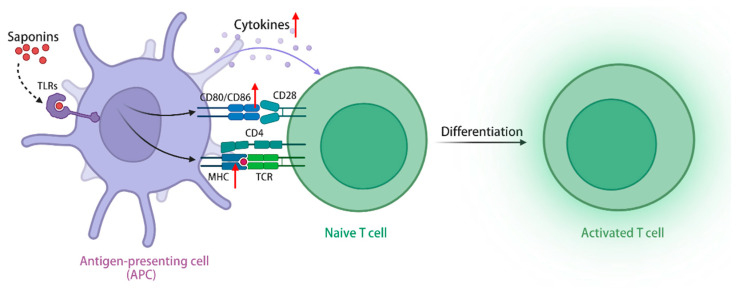 Saponins
Cytokines
TLRs
CD80/CD86
CD28
CD4
MHC
TCR
Differentiation
Naive T cell
Activated T cell
Antigen-presenting cell
(APC)